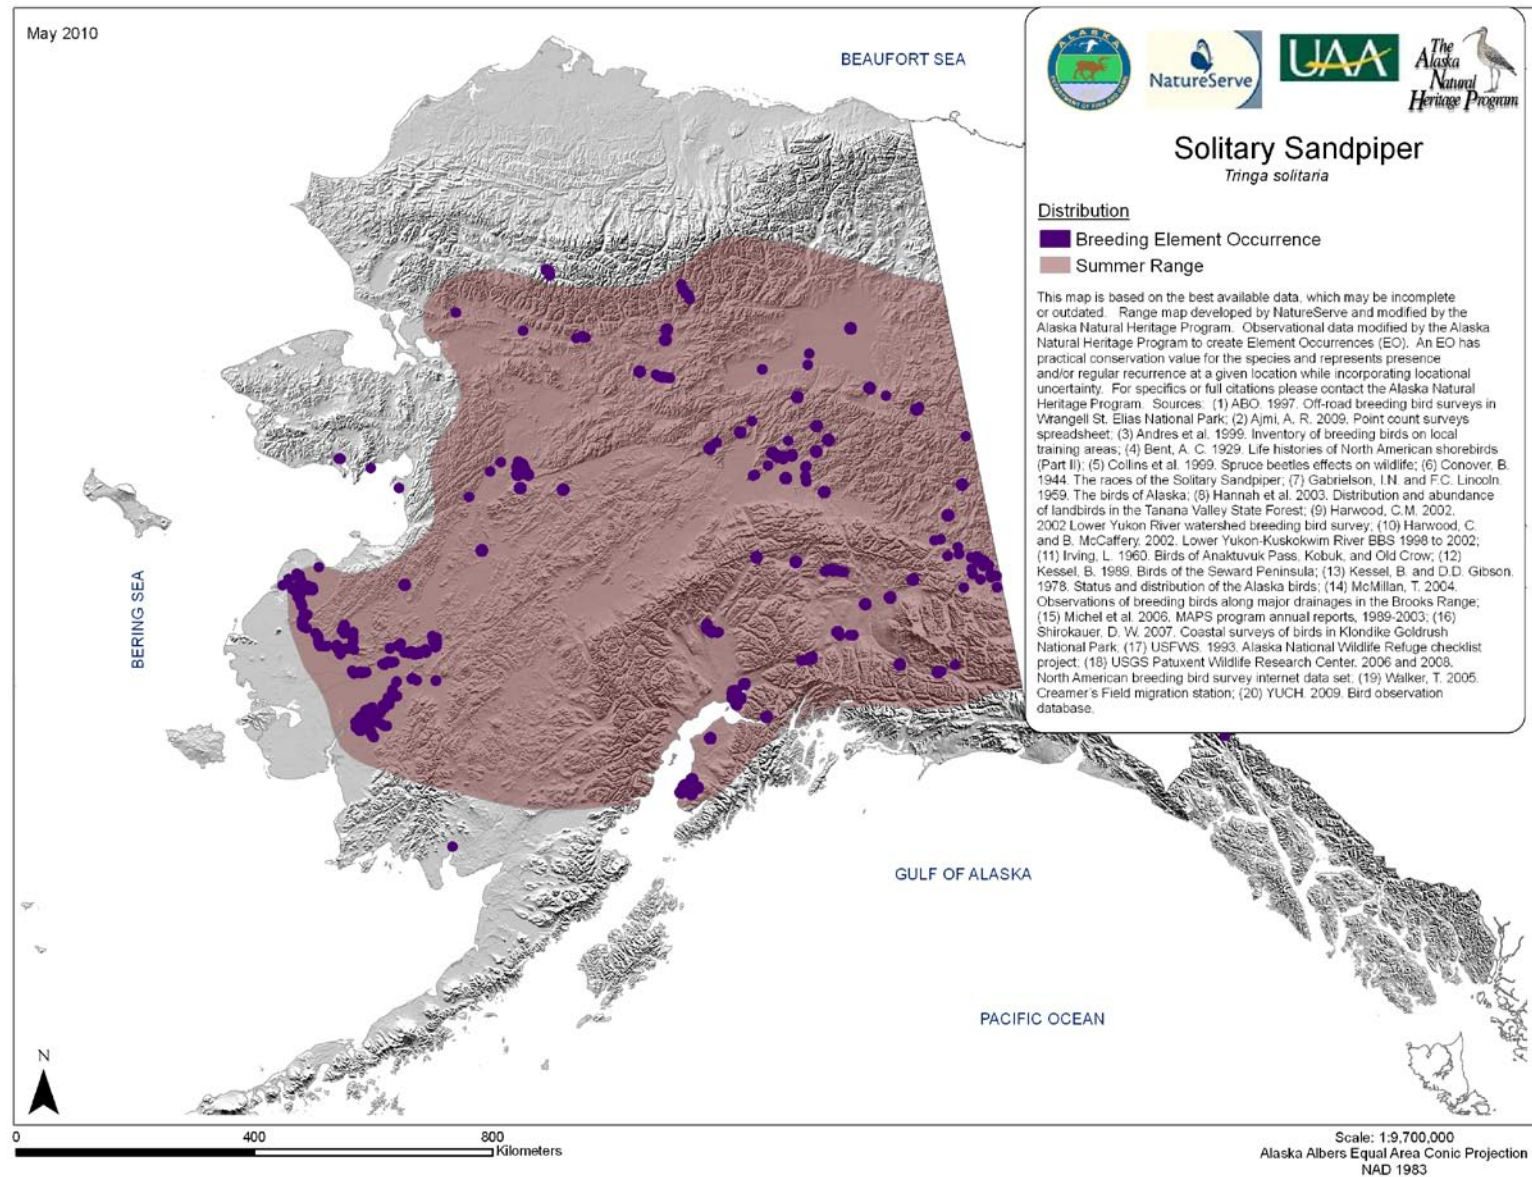 May 2010
BEAUFORT SEA
ALASKA
DEPARTMENT OF FISH AND GAME
NatureServe
UAA
The
Alaska
Natural
Heritage Program
Solitary Sandpiper
Tringa solitaria
Distribution
Breeding Element Occurrence
Summer Range
This map is based on the best available data, which may be incomplete
or outdated. Range map developed by NatureServe and modified by the
Alaska Natural Heritage Program. Observational data modified by the Alaska
Natural Heritage Program to create Element Occurrences (EO). An EO has
practical conservation value for the species and represents presence
and/or regular recurrence at a given location while incorporating locational
uncertainty. For specifics or full citations please contact the Alaska Natural
Heritage Program. Sources: (1) ABO. 1997. Off-road breeding bird surveys in
Wrangell St. Elias National Park; (2) Ajmi, A. R. 2009. Point count surveys
spreadsheet; (3) Andres et al. 1999. Inventory of breeding birds on local
training areas; (4) Bent, A. C. 1929. Life histories of North American shorebirds
(Part II); (5) Collins et al. 1999. Spruce beetles effects on wildlife; (6) Conover, B.
1944. The races of the Solitary Sandpiper; (7) Gabrielson, I.N. and F.C. Lincoln.
1959. The birds of Alaska; (8) Hannah et al. 2003. Distribution and abundance
of landbirds in the Tanana Valley State Forest; (9) Harwood, C.M. 2002.
2002 Lower Yukon River watershed breeding bird survey; (10) Harwood, C.
and B. McCaffery. 2002. Lower Yukon-Kuskokwim River BBS 1998 to 2002;
(11) Irving, L. 1960. Birds of Anaktuvuk Pass, Kobuk, and Old Crow; (12)
Kessel, B. 1989. Birds of the Seward Peninsula; (13) Kessel, B. and D.D. Gibson.
1978. Status and distribution of the Alaska birds; (14) McMillan, T. 2004.
Observations of breeding birds along major drainages in the Brooks Range;
(15) Michel et al. 2006. MAPS program annual reports, 1989-2003; (16)
Shirokauer, D. W. 2007. Coastal surveys of birds in Klondike Goldrush
National Park; (17) USFWS. 1993. Alaska National Wildlife Refuge checklist
project; (18) USGS Patuxent Wildlife Research Center. 2006 and 2008.
North American breeding bird survey internet data set; (19) Walker, T. 2005.
Creamer's Field migration station; (20) YUCH. 2009. Bird observation
database.
BERING SEA
GULF OF ALASKA
PACIFIC OCEAN
N
0 400 800
Kilometers
Scale: 1:9,700,000
Alaska Albers Equal Area Conic Projection
NAD 1983